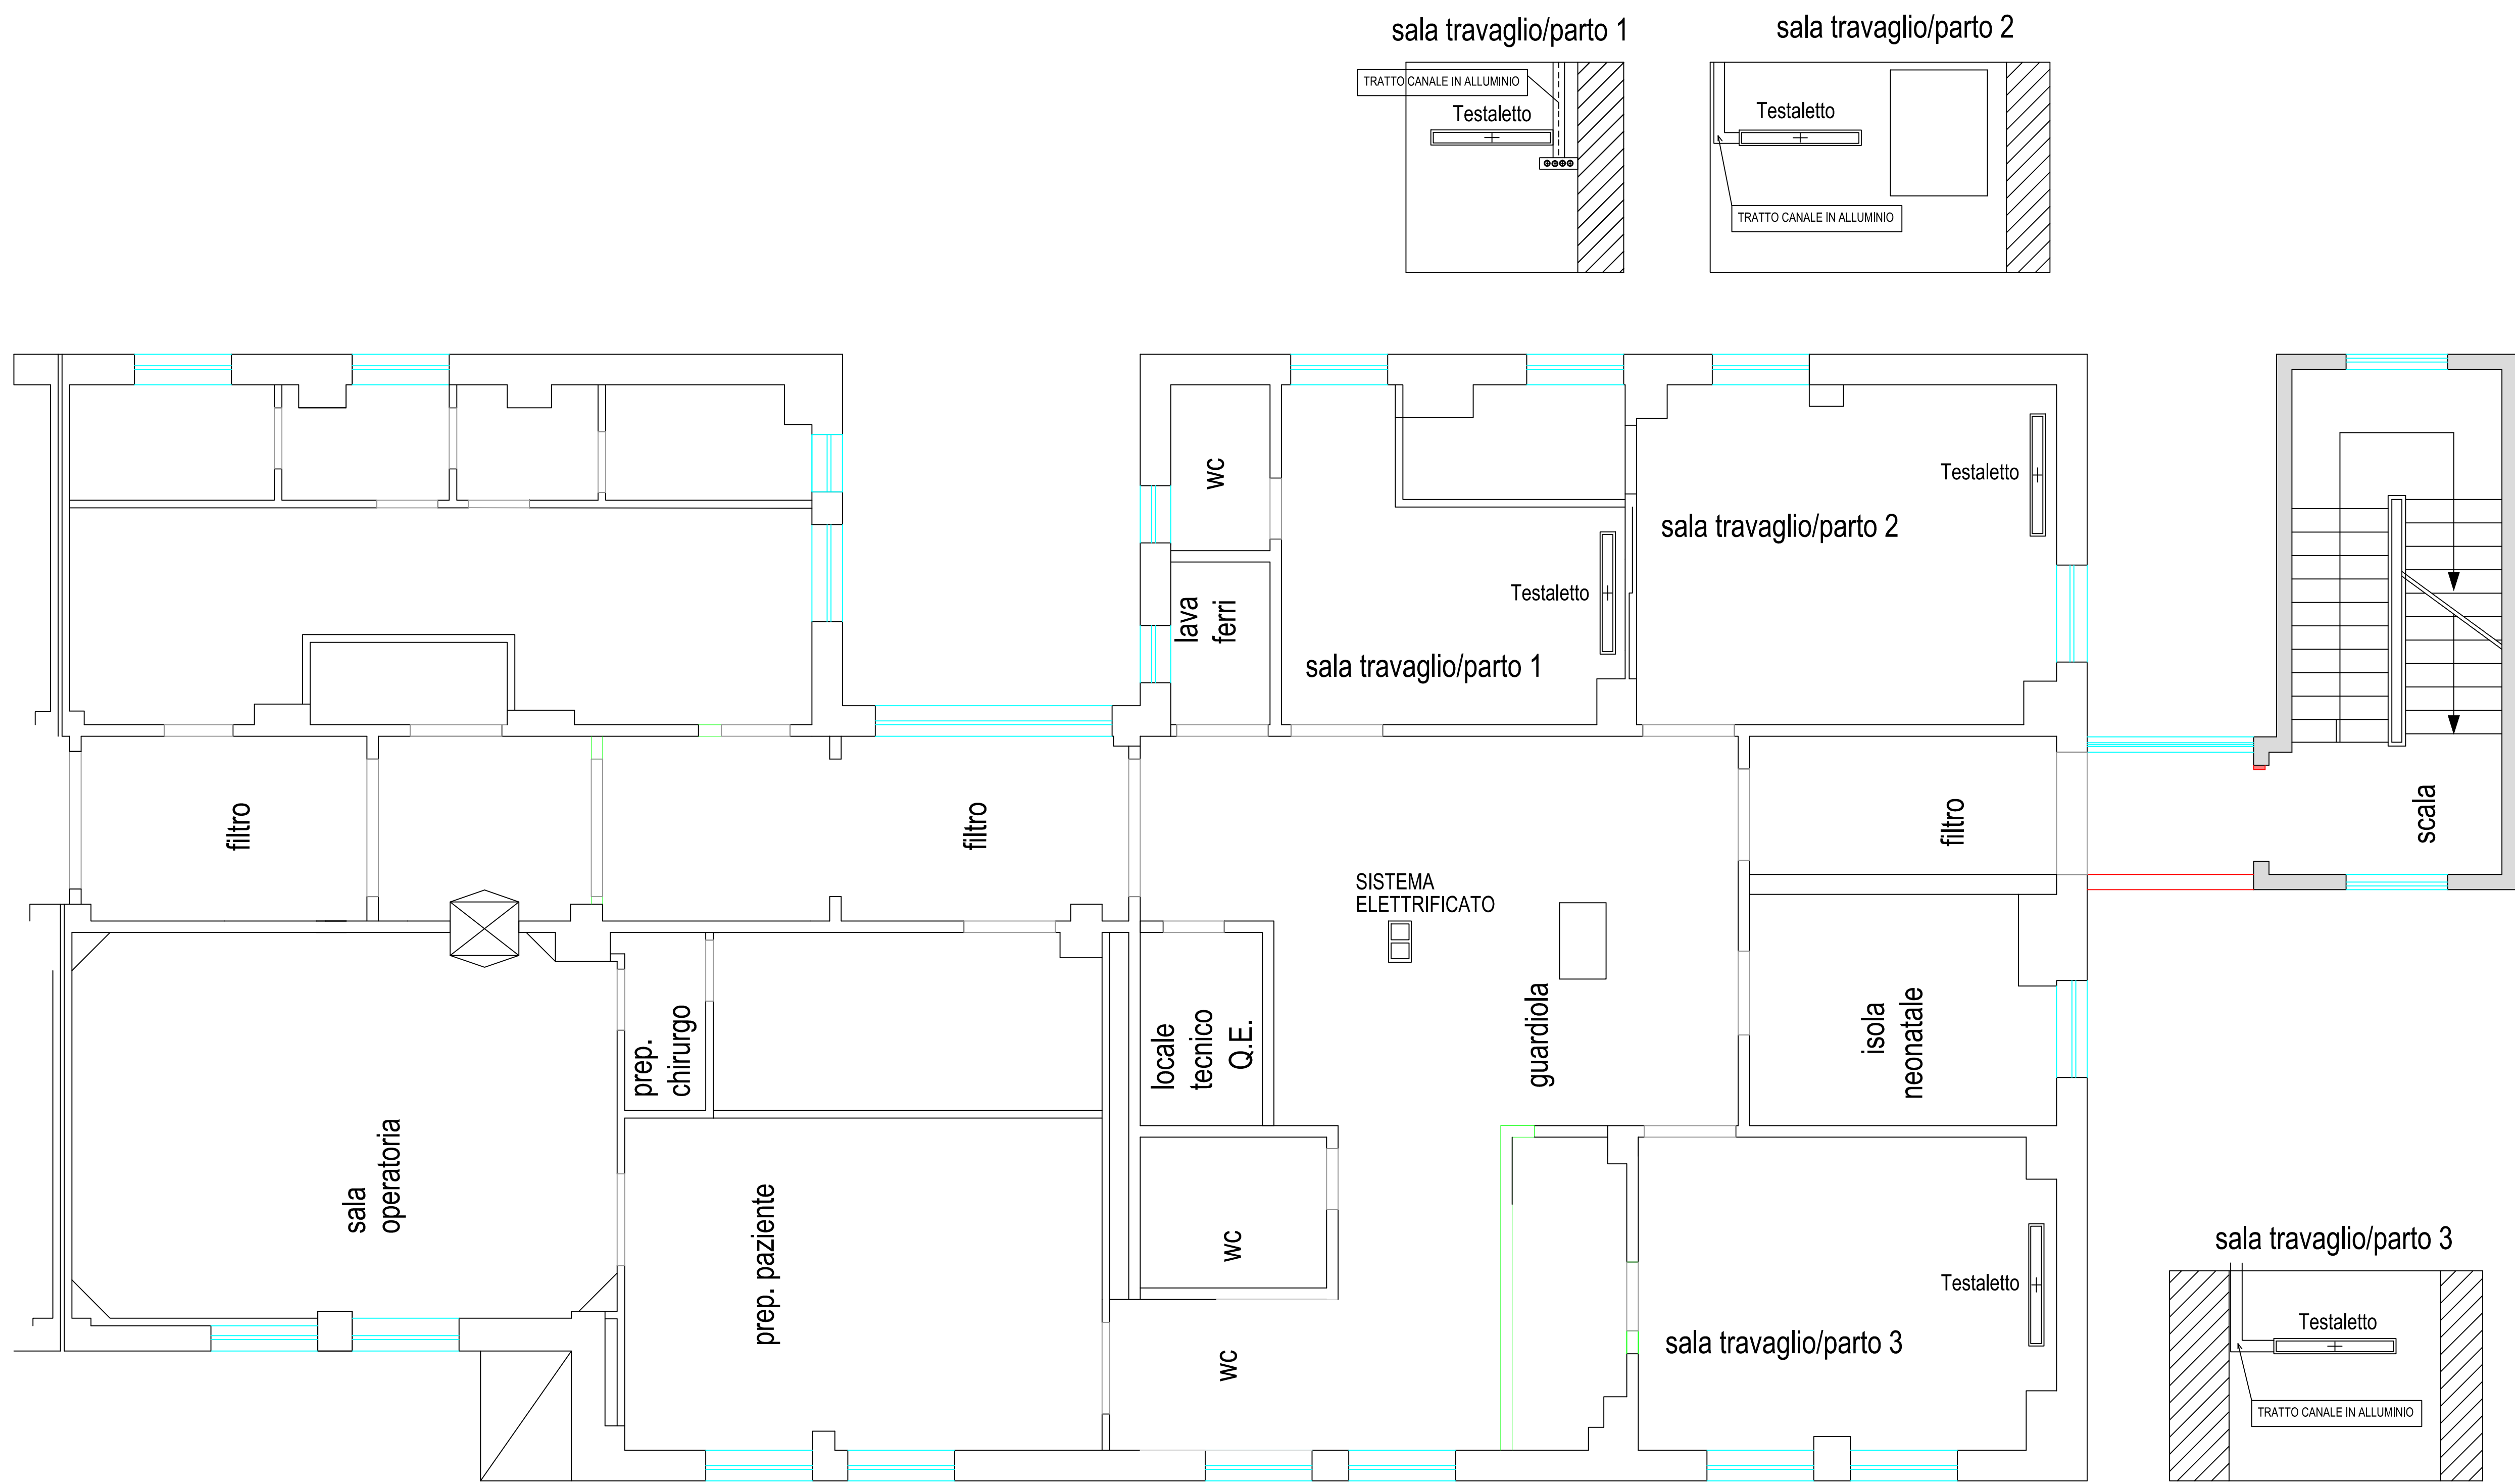 sala travaglio/parto 1
TRATTO CANALE IN ALLUMINIO
Testaletto
sala travaglio/parto 2
Testaletto
TRATTO CANALE IN ALLUMINIO
wc
lava
ferri
Testaletto
sala travaglio/parto 1
Testaletto
sala travaglio/parto 2
filtro
filtro
filtro
scala
SISTEMA
ELETTRIFICATO
guardiola
isola
neonatale
prep.
chirurgo
locale
tecnico
Q.E.
sala
operatoria
prep. paziente
wc
wc
Testaletto
sala travaglio/parto 3
sala travaglio/parto 3
Testaletto
TRATTO CANALE IN ALLUMINIO